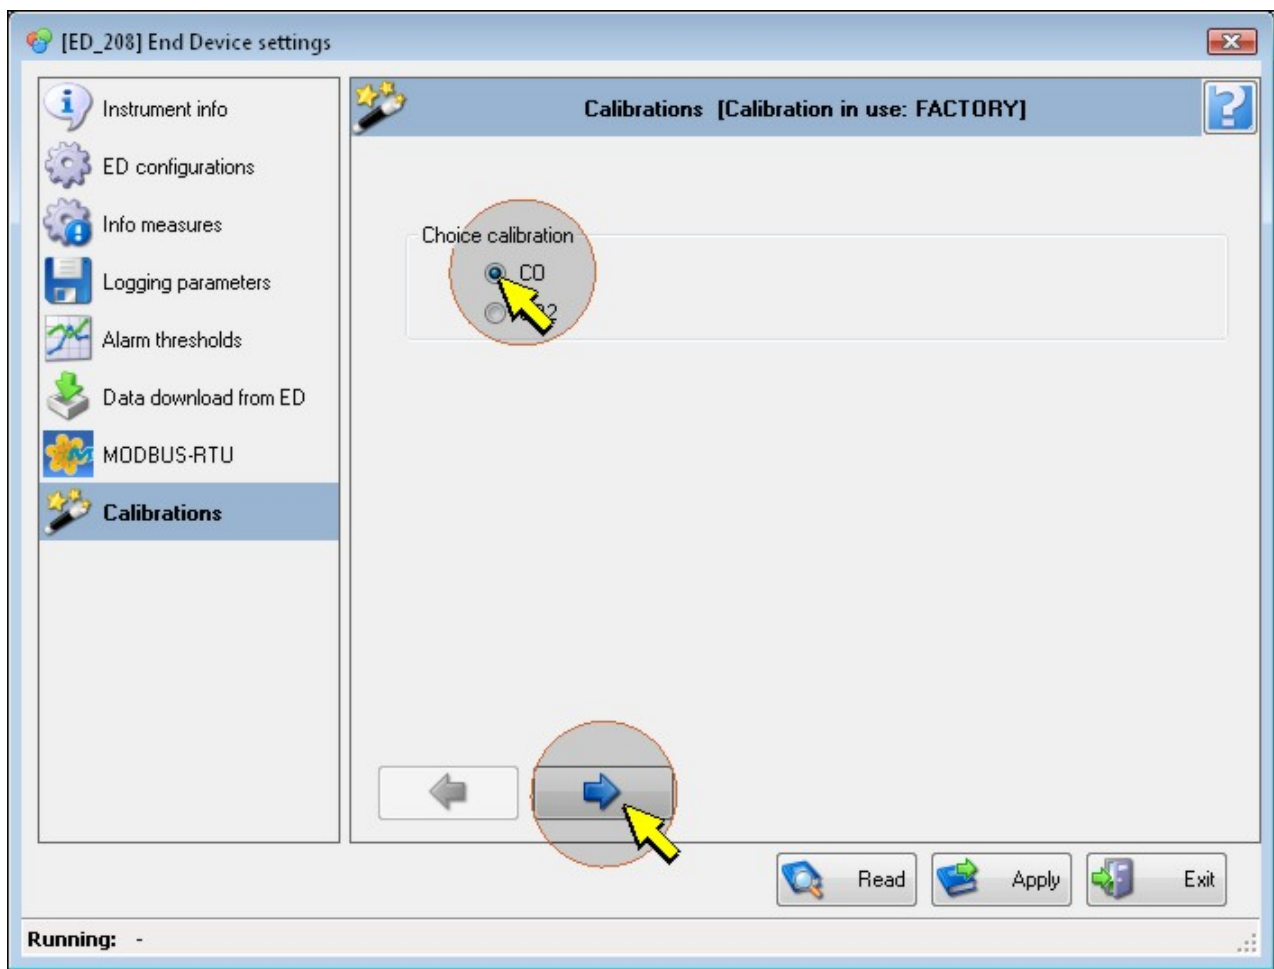 [ED_208] End Device settings
Instrument info
ED configurations
Info measures
Logging parameters
Alarm thresholds
Data download from ED
MODBUS-RTU
Calibrations
Calibrations [Calibration in use: FACTORY]
Choice calibration
CO
Read
Apply
Exit
Running: -